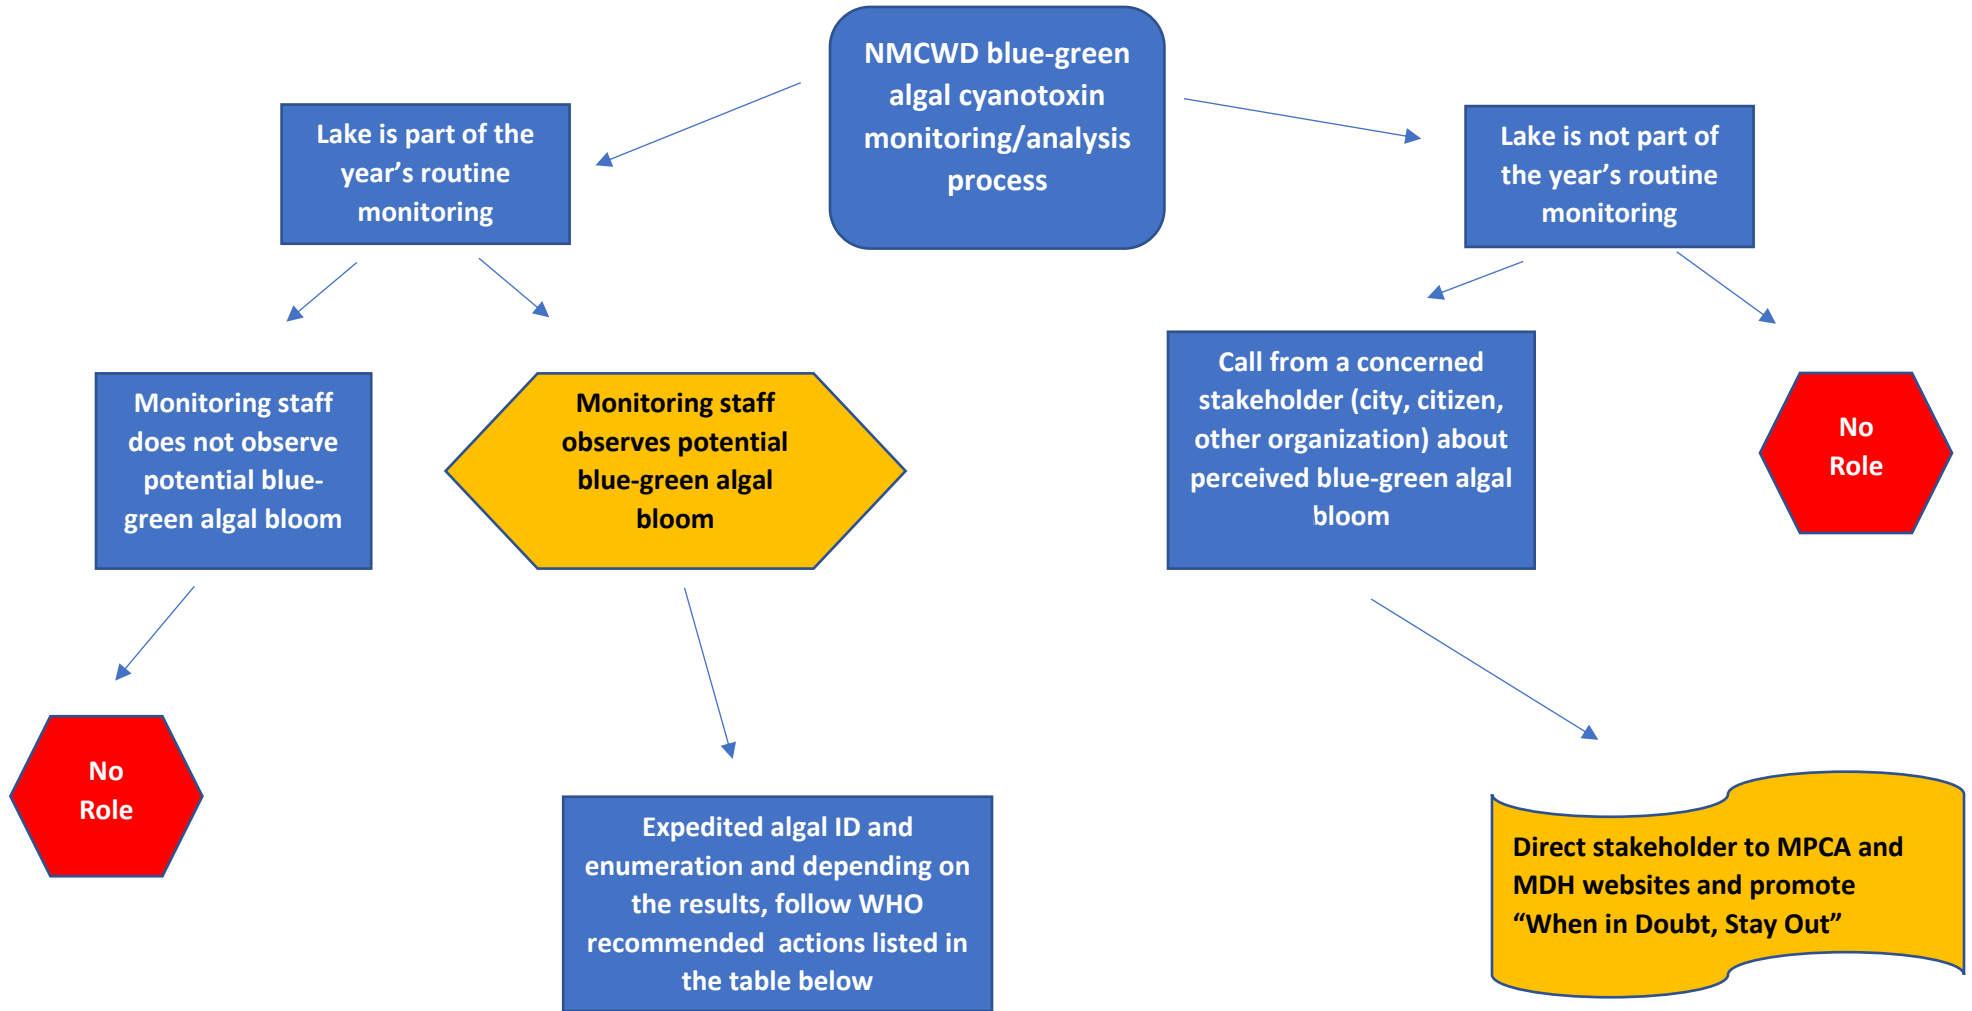 NMCWD blue-green
algal cyanotoxin
monitoring/analysis
process
Lake is part of the
year’s routine
monitoring
Lake is not part of
the year’s routine
monitoring
Monitoring staff
does not observe
potential blue-
green algal bloom
Monitoring staff
observes potential
blue-green algal
bloom
Call from a concerned
stakeholder (city, citizen,
other organization) about
perceived blue-green algal
bloom
No
Role
No
Role
Expedited algal ID and
enumeration and depending on
the results, follow WHO
recommended  actions listed in
the table below
Direct stakeholder to MPCA and
MDH websites and promote
“When in Doubt, Stay Out”